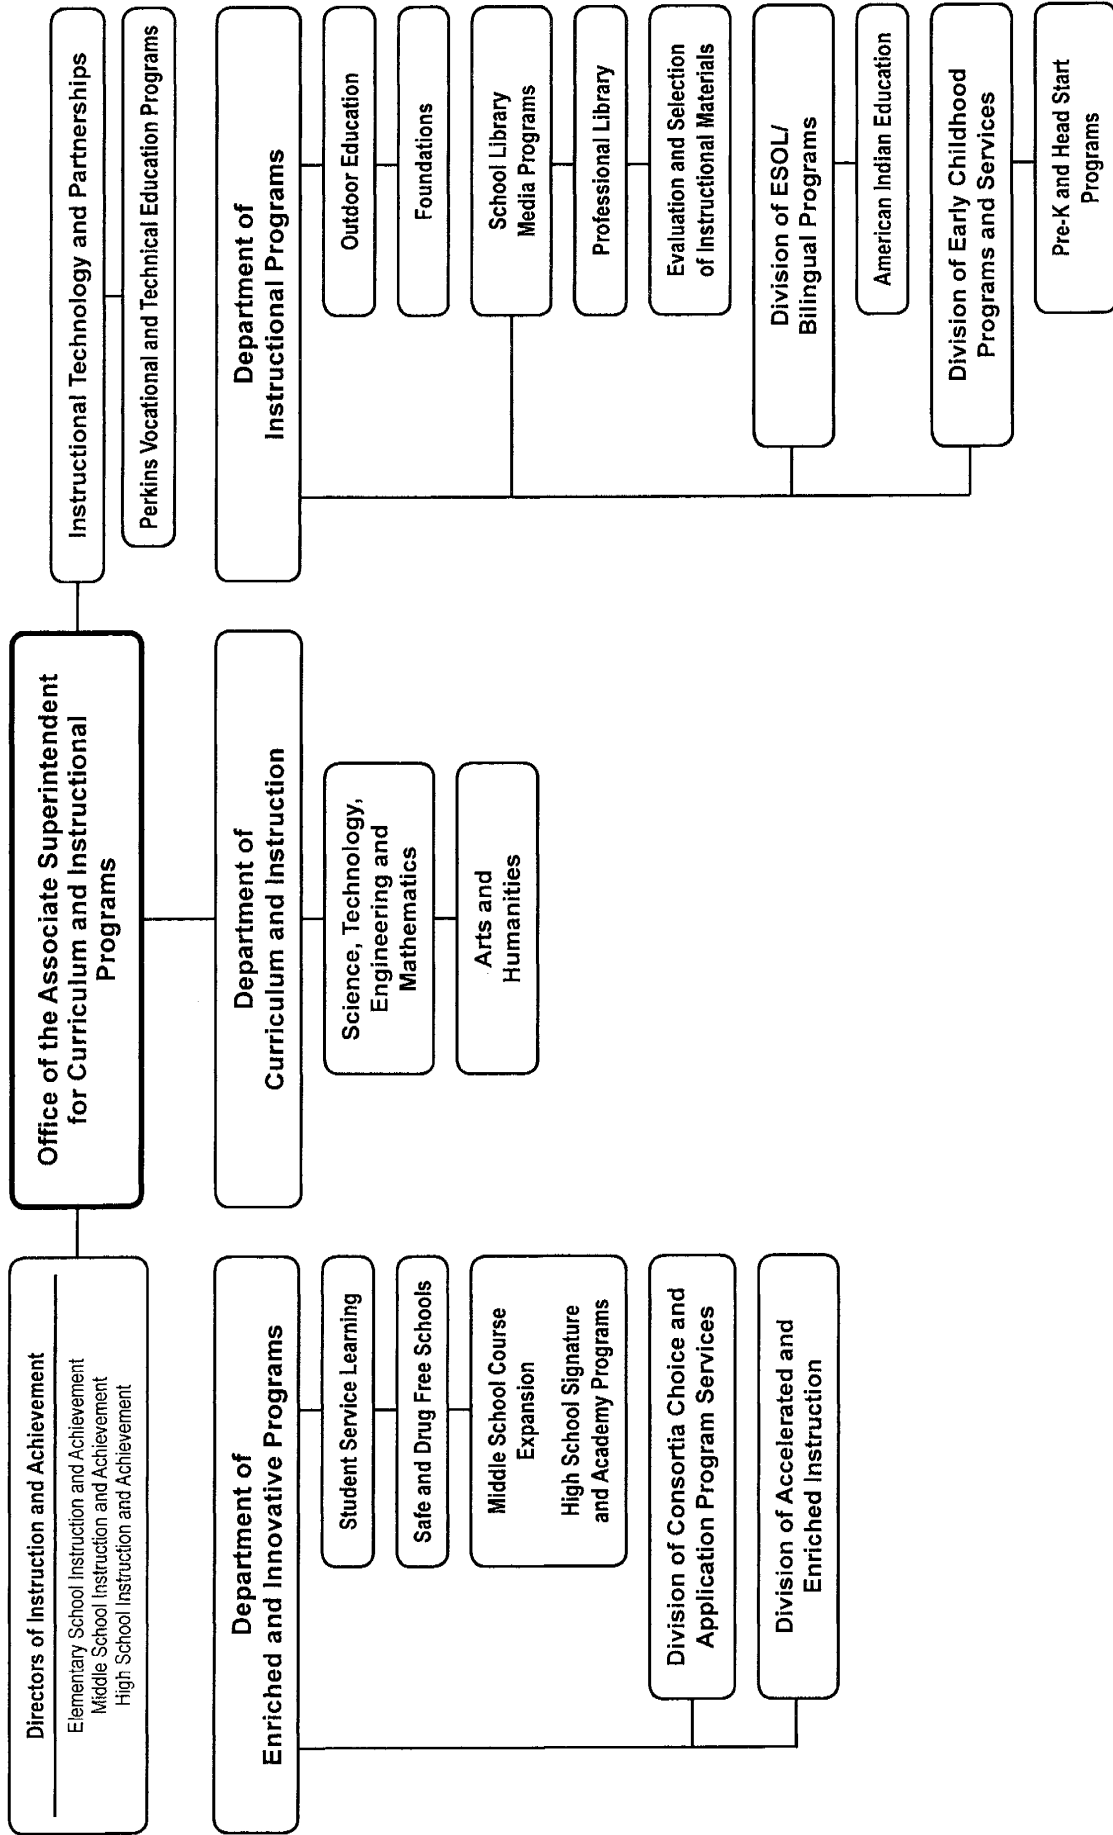 Office of the Associate Superintendent
for Curriculum and Instructional
Programs
Directors of Instruction and Achievement
Elementary School Instruction and Achievement
Middle School Instruction and Achievement
High School Instruction and Achievement
Instructional Technology and Partnerships
Perkins Vocational and Technical Education Programs
Department of
Enriched and Innovative Programs
Student Service Learning
Safe and Drug Free Schools
Middle School Course
Expansion
High School Signature
and Academy Programs
Division of Consortia Choice and
Application Program Services
Division of Accelerated and
Enriched Instruction
Department of
Curriculum and Instruction
Science, Technology,
Engineering and
Mathematics
Arts and
Humanities
Department of
Instructional Programs
Outdoor Education
Foundations
School Library
Media Programs
Professional Library
Evaluation and Selection
of Instructional Materials
Division of ESOL/
Bilingual Programs
American Indian Education
Division of Early Childhood
Programs and Services
Pre-K and Head Start
Programs